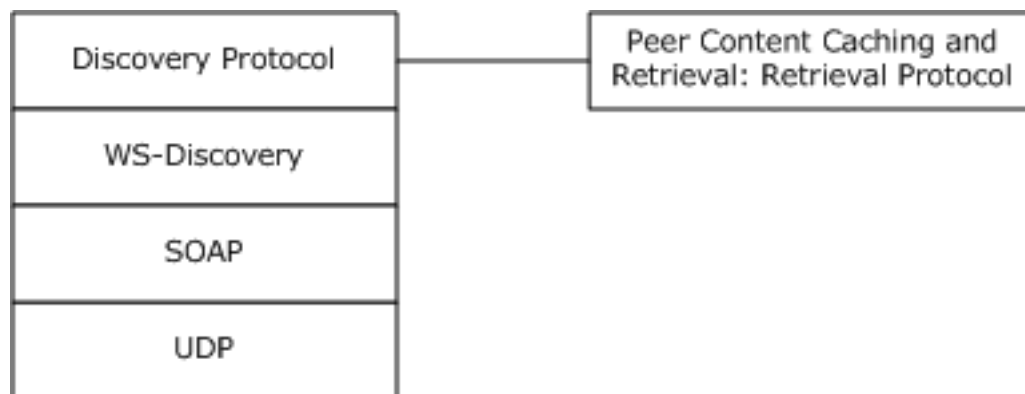 Discovery Protocol
Peer Content Caching and
Retrieval: Retrieval Protocol
WS-Discovery
SOAP
UDP